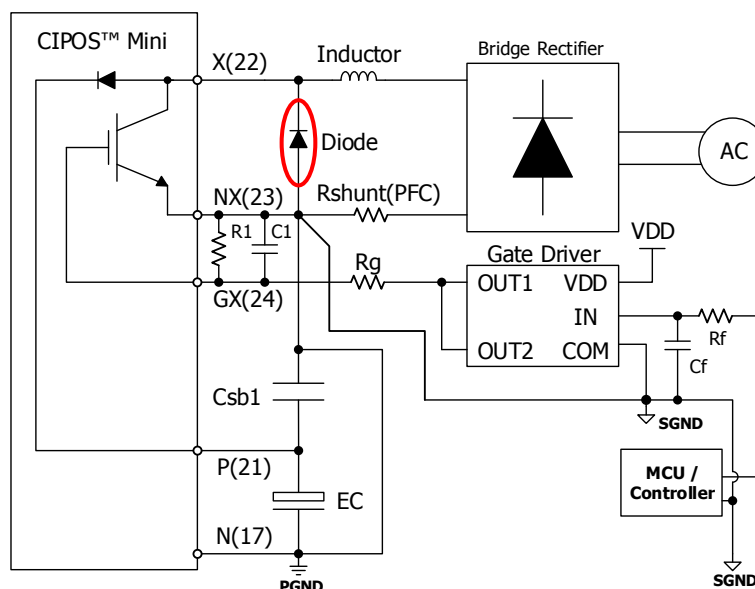 CIPOS™ Mini
X(22)
Inductor
Bridge Rectifier
Diode
AC
NX(23)
Rshunt(PFC)
R1
C1
VDD
Gate Driver
Rg
OUT1
VDD
GX(24)
IN
Rf
OUT2
COM
Cf
Csb1
SGND
P(21)
MCU /
Controller
EC
N(17)
PGND
SGND